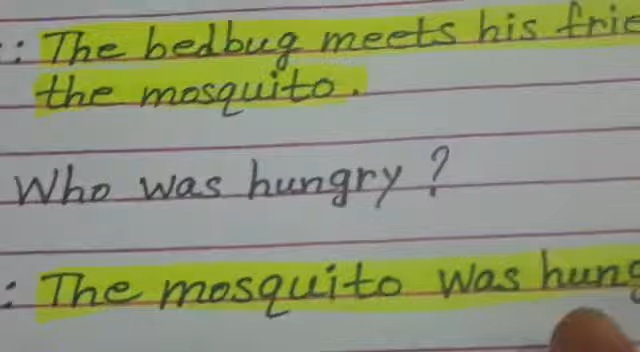 : The bedbug meets his frie
the mosquito.
Who was hungry?
: The mosquito was hung